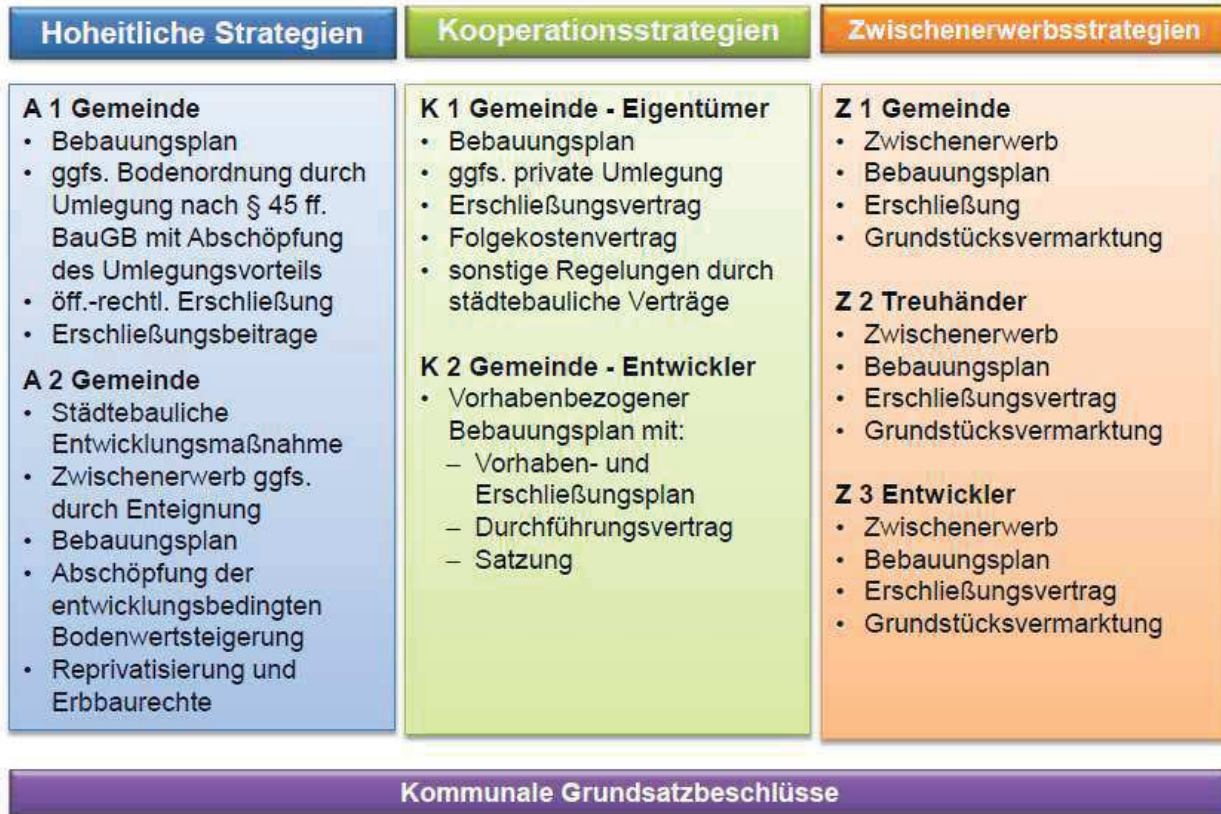 Hoheitliche Strategien
A 1 Gemeinde
• Bebauungsplan
• ggfs. Bodenordnung durch
Umlegung nach § 45 ff.
BauGB mit Abschöpfung
des Umlegungsvorteils
• öff.-rechtl. Erschließung
• Erschließungsbeitrage
A 2 Gemeinde
• Städtebauliche
Entwicklungsmaßnahme
• Zwischenerwerb ggfs.
durch Enteignung
• Bebauungsplan
• Abschöpfung der
entwicklungsbedingten
Bodenwertsteigerung
• Reprivatisierung und
Erbbaurechte
Kooperationsstrategien
K 1 Gemeinde - Eigentümer
• Bebauungsplan
• ggfs. private Umlegung
• Erschließungsvertrag
• Folgekostenvertrag
• sonstige Regelungen durch
städtebauliche Verträge
K 2 Gemeinde - Entwickler
• Vorhabenbezogener
Bebauungsplan mit:
– Vorhaben- und
Erschließungsplan
– Durchführungsvertrag
– Satzung
Zwischenerwerbsstrategien
Z 1 Gemeinde
• Zwischenerwerb
• Bebauungsplan
• Erschließung
• Grundstücksvermarktung
Z 2 Treuhänder
• Zwischenerwerb
• Bebauungsplan
• Erschließungsvertrag
• Grundstücksvermarktung
Z 3 Entwickler
• Zwischenerwerb
• Bebauungsplan
• Erschließungsvertrag
• Grundstücksvermarktung
Kommunale Grundsatzbeschlüsse